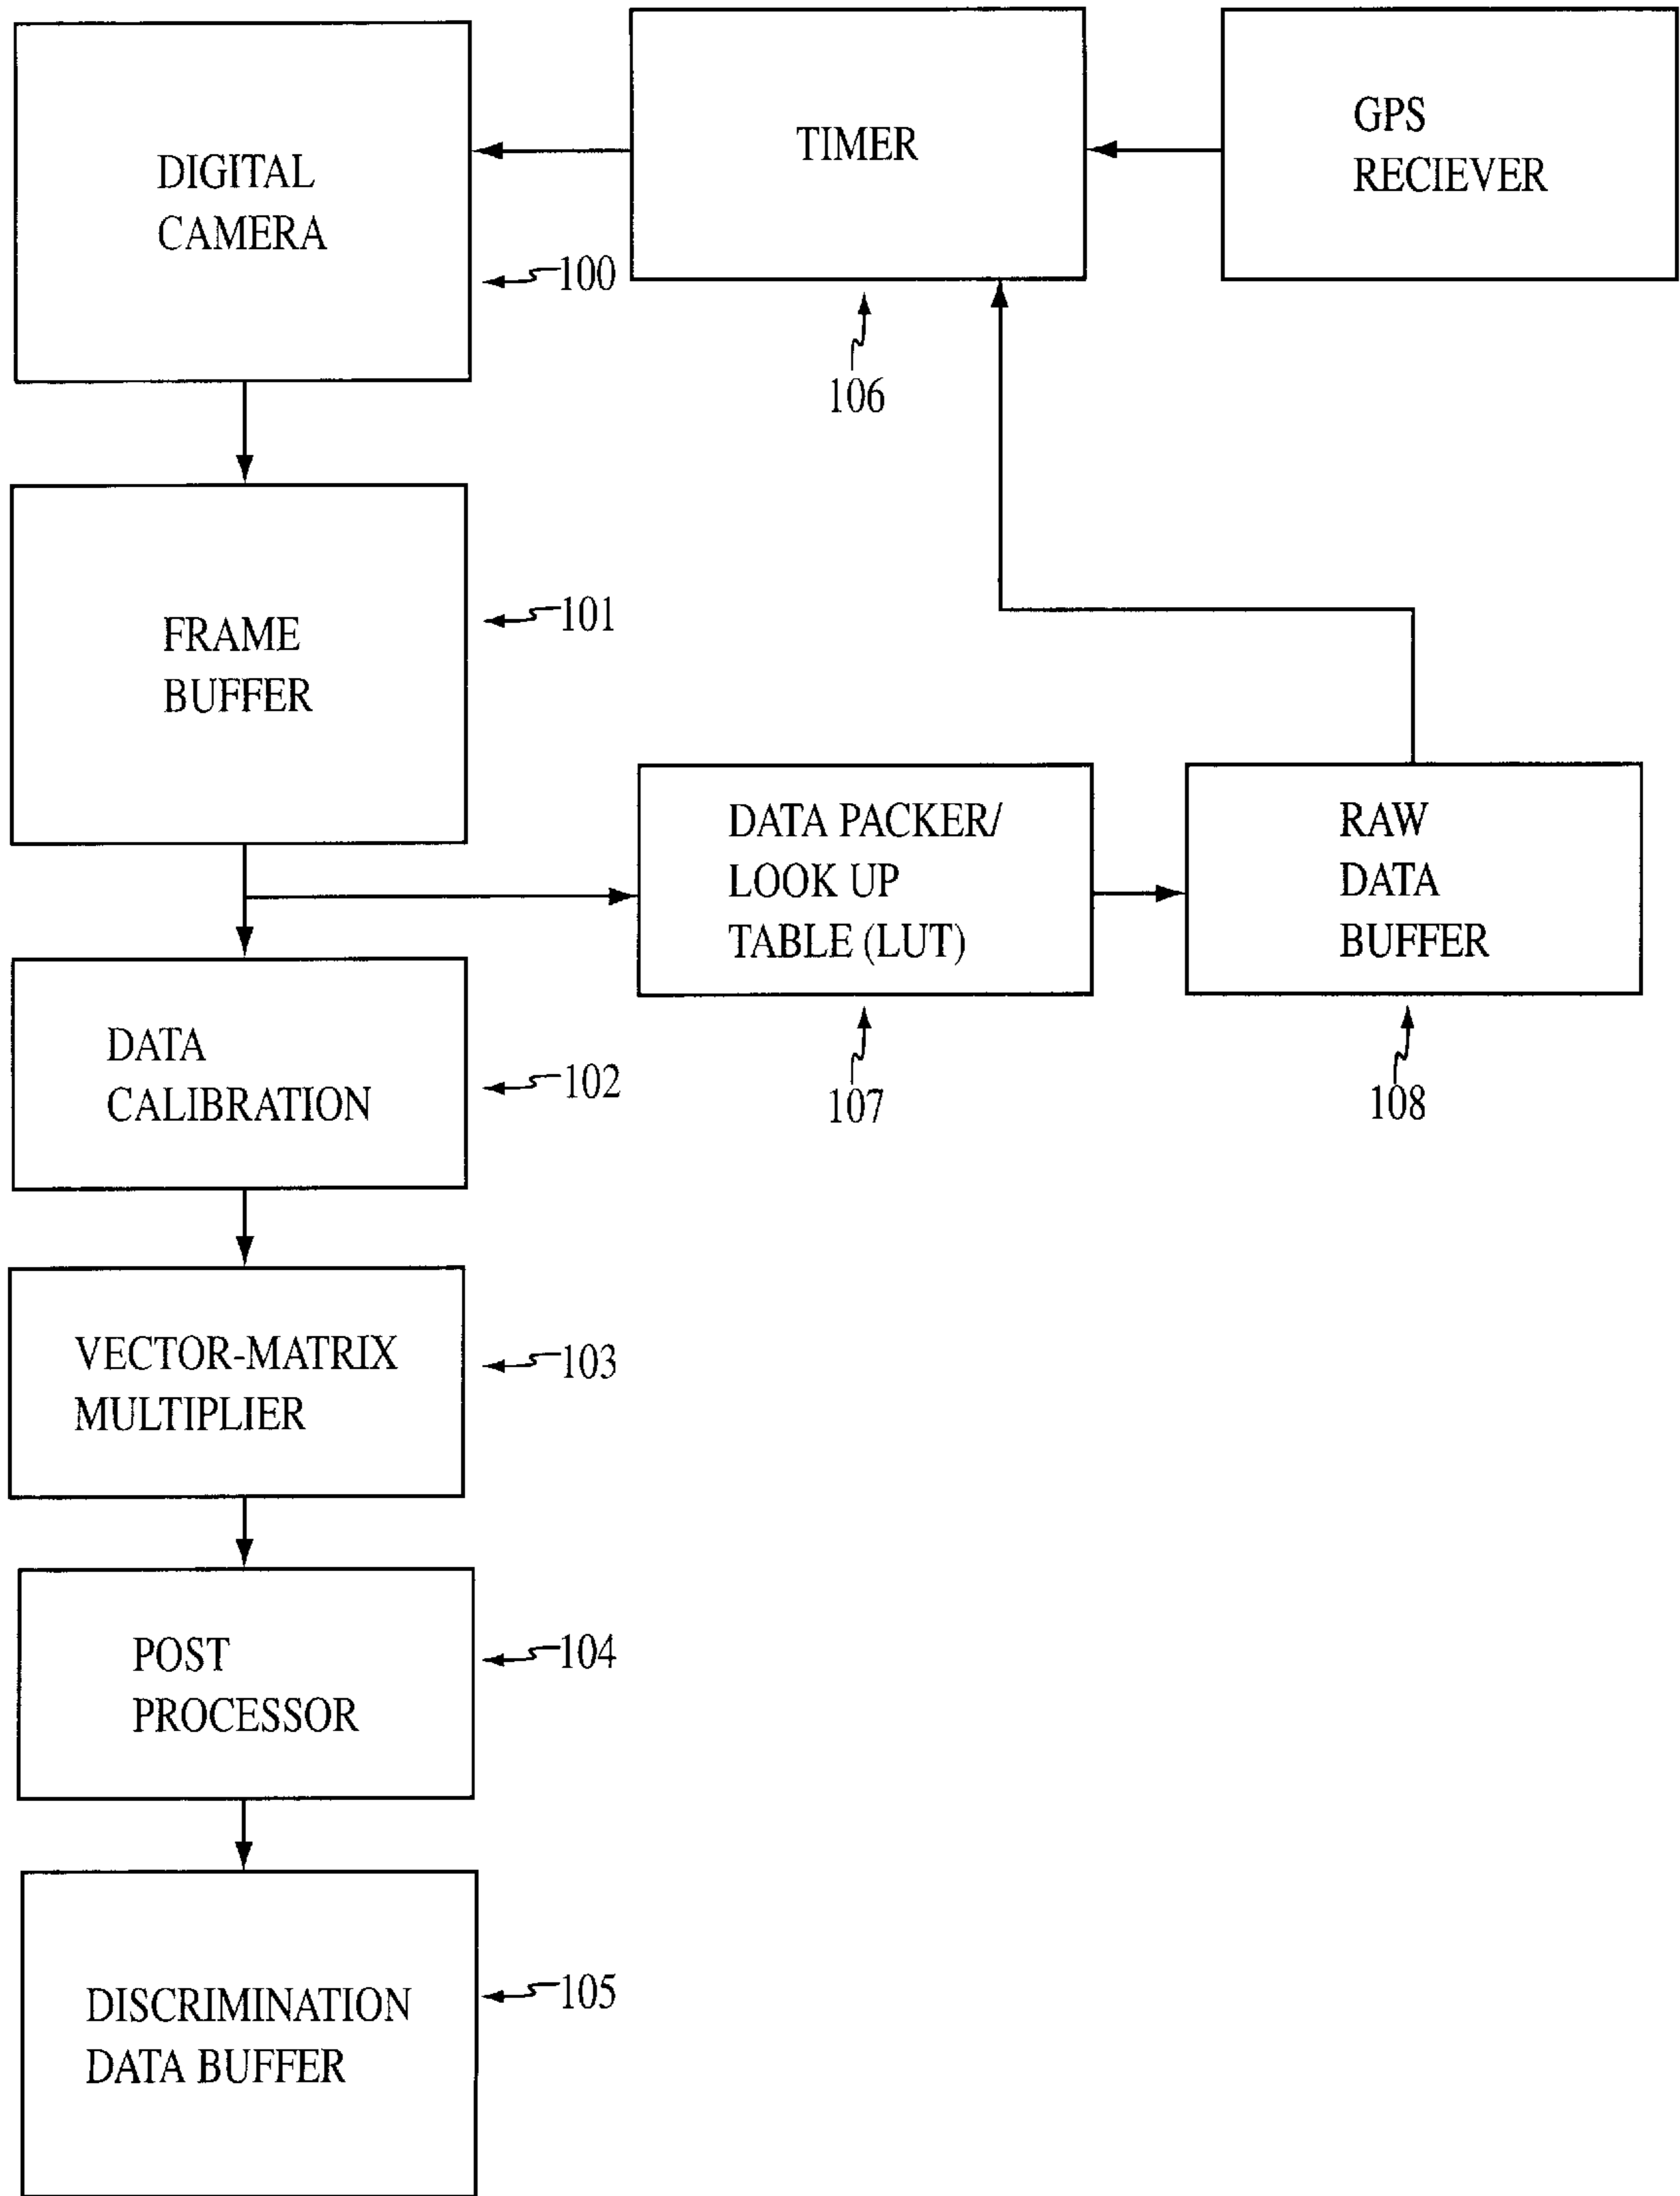 DIGITAL
CAMERA
100
TIMER
106
GPS
RECIEVER
FRAME
BUFFER
101
DATA PACKER/
LOOK UP
TABLE (LUT)
107
RAW
DATA
BUFFER
108
DATA
CALIBRATION
102
VECTOR-MATRIX
MULTIPLIER
103
POST
PROCESSOR
104
DISCRIMINATION
DATA BUFFER
105